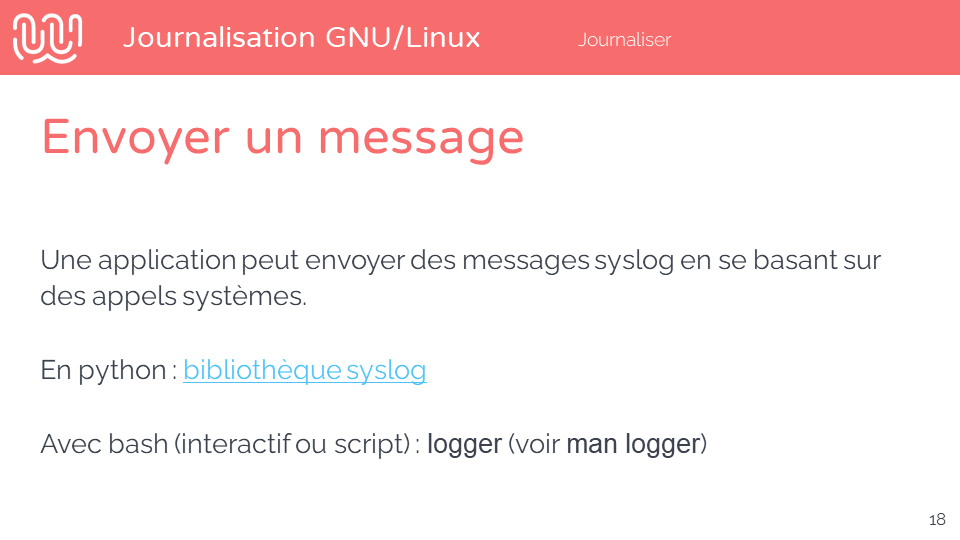 Journalisation GNU/Linux
Journaliser
Envoyer un message
Une application peut envoyer des messages syslog en se basant sur
des appels systèmes.
En python : bibliothèque syslog
Avec bash (interactif ou script) : logger (voir man logger)
18